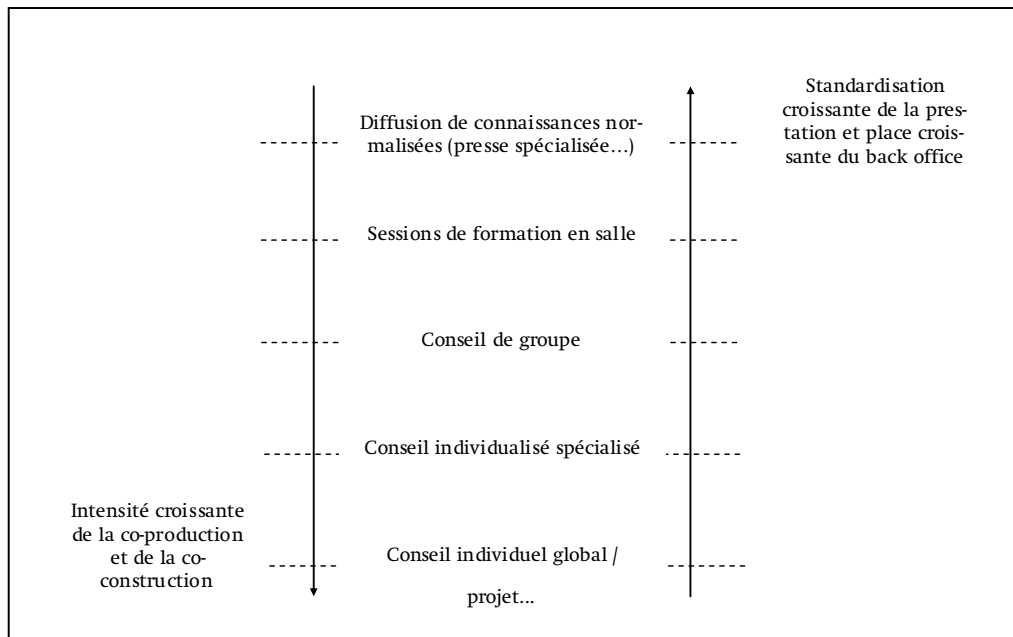 Standardisation
croissante de la pres-
tation et place crois-
sante du back office
Diffusion de connaissances nor-
malisées (presse spécialisée…)
Sessions de formation en salle
Conseil de groupe
Conseil individualisé spécialisé
Intensité croissante
de la co-production
et de la co-
construction
Conseil individuel global /
projet...